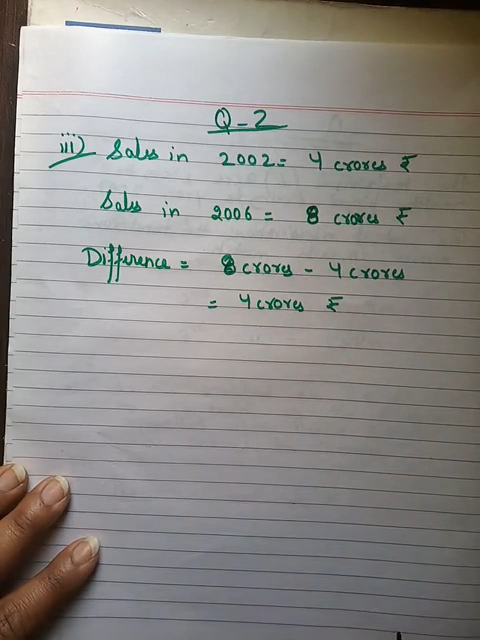 Q-2
iii) Sales in 2002 = 4 crores ₹
Sales in 2006 = 8 crores ₹
Difference = 8 crores - 4 crores
= 4 crores ₹